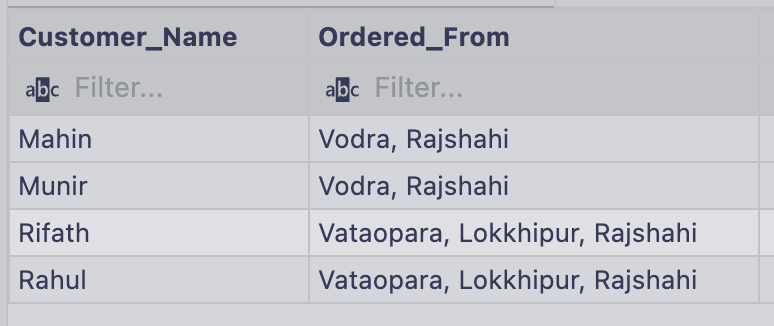 Customer_Name Ordered_From
abc Filter... abc Filter...
Mahin Vodra, Rajshahi
Munir Vodra, Rajshahi
Rifath Vataopara, Lokkhipur, Rajshahi
Rahul Vataopara, Lokkhipur, Rajshahi